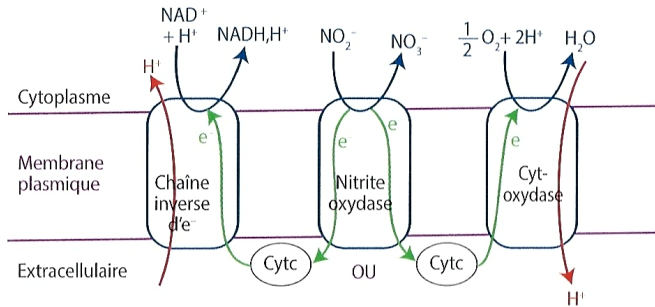 NAD⁺
+ H⁺
NADH,H⁺
NO₂⁻
NO₃⁻
1/2 O₂+ 2H⁺
H₂O
H⁺
Cytoplasme
e⁻
e⁻
e
e
Membrane
plasmique
Chaîne
inverse
d'e⁻
Nitrite
oxydase
Cyt-
oxydase
Extracellulaire
Cytc
OU
Cytc
H⁺